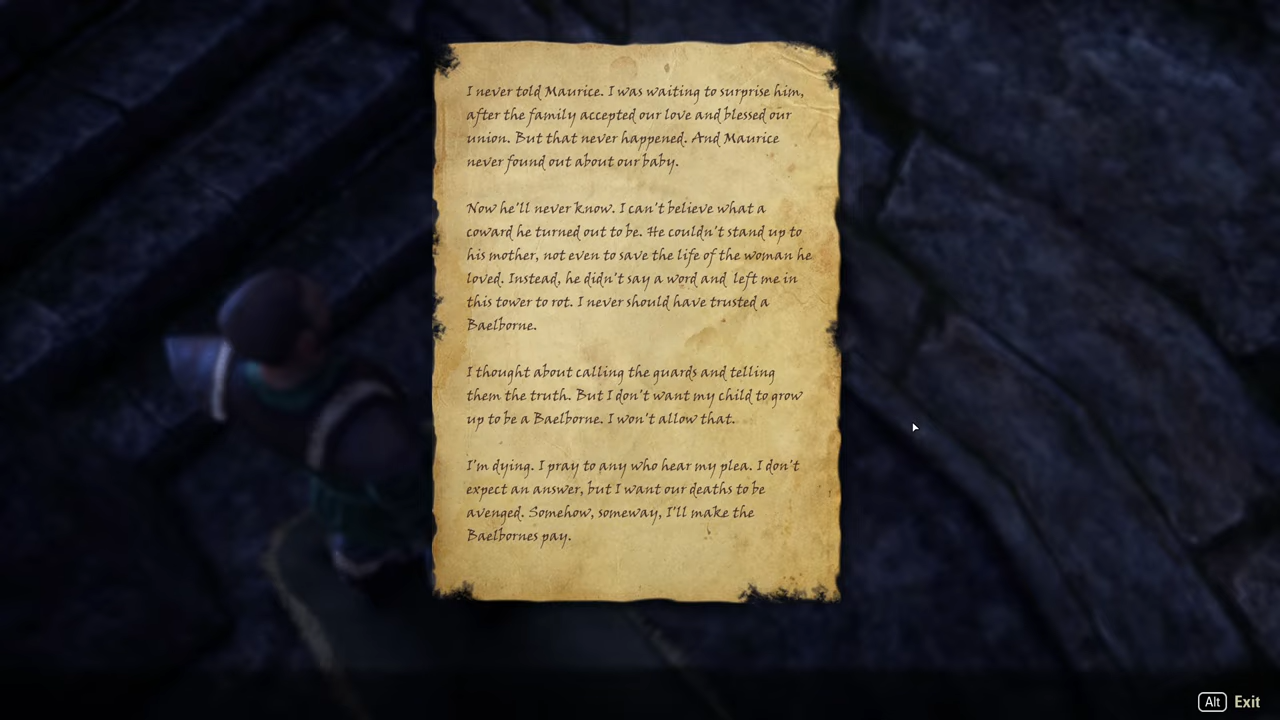 I never told Maurice. I was waiting to surprise him,
after the family accepted our love and blessed our
union. But that never happened. And Maurice
never found out about our baby.
Now he'll never know. I can't believe what a
coward he turned out to be. He couldn't stand up to
his mother, not even to save the life of the woman he
loved. Instead, he didn't say a word and left me in
this tower to rot. I never should have trusted a
Baelborne.
I thought about calling the guards and telling
them the truth. But I don't want my child to grow
up to be a Baelborne. I won't allow that.
I'm dying. I pray to any who hear my plea. I don't
expect an answer, but I want our deaths to be
avenged. Somehow, someway, I'll make the
Baelbornes pay.
Alt Exit